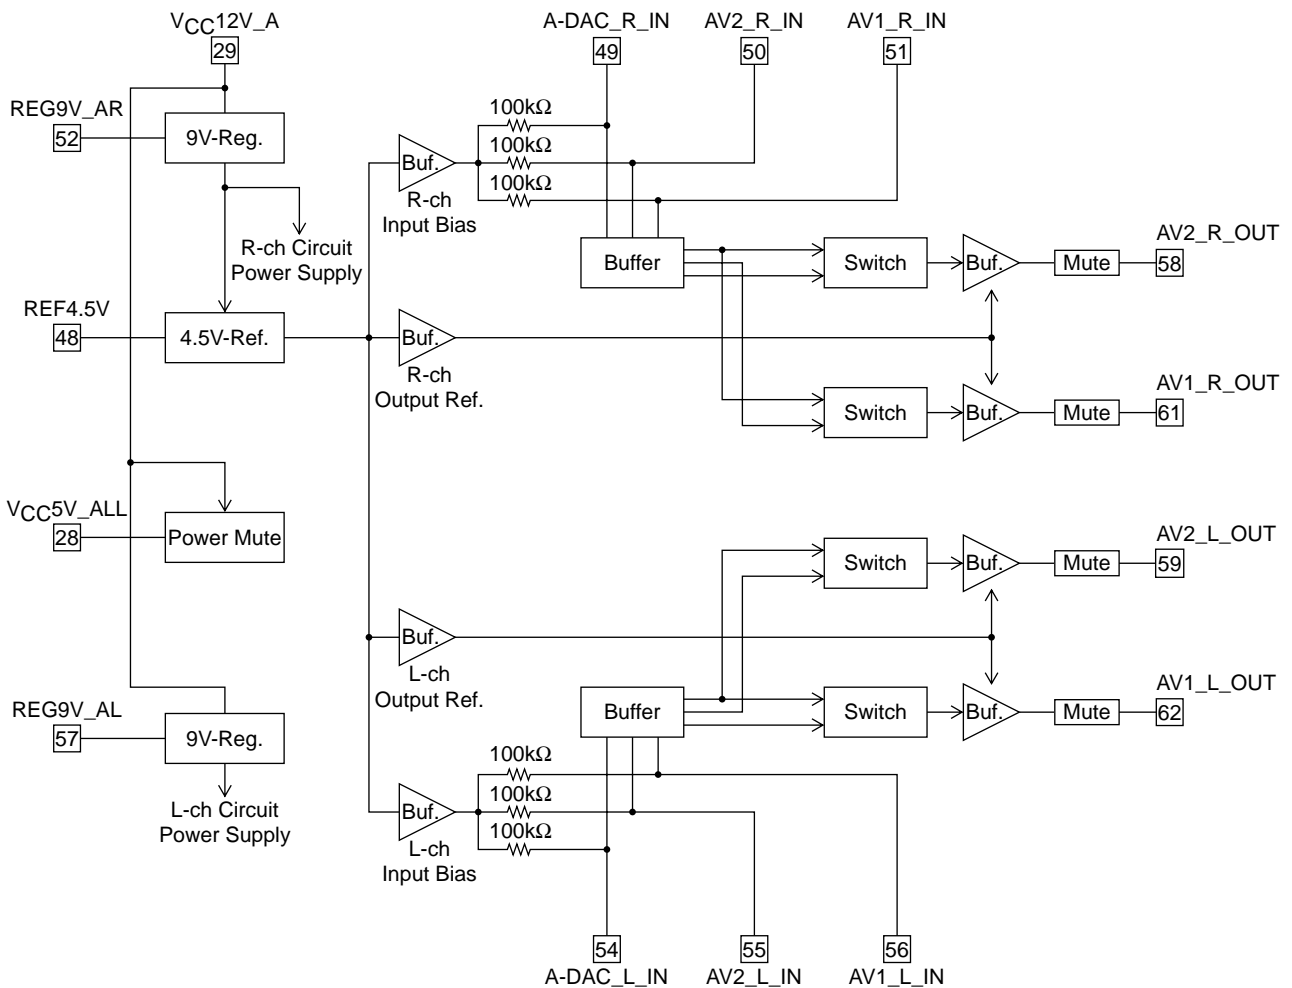 VCC12V_A
A-DAC_R_IN
AV2_R_IN
AV1_R_IN
29
49
50
51
REG9V_AR
52
9V-Reg.
100kΩ
100kΩ
100kΩ
Buf.
R-ch
Input Bias
R-ch Circuit
Power Supply
Buffer
Switch
Buf.
Mute
AV2_R_OUT
58
REF4.5V
48
4.5V-Ref.
Buf.
R-ch
Output Ref.
Switch
Buf.
Mute
AV1_R_OUT
61
VCC5V_ALL
28
Power Mute
Switch
Buf.
Mute
AV2_L_OUT
59
Buf.
L-ch
Output Ref.
REG9V_AL
57
9V-Reg.
L-ch Circuit
Power Supply
Buffer
Switch
Buf.
Mute
AV1_L_OUT
62
100kΩ
100kΩ
100kΩ
Buf.
L-ch
Input Bias
54
55
56
A-DAC_L_IN
AV2_L_IN
AV1_L_IN